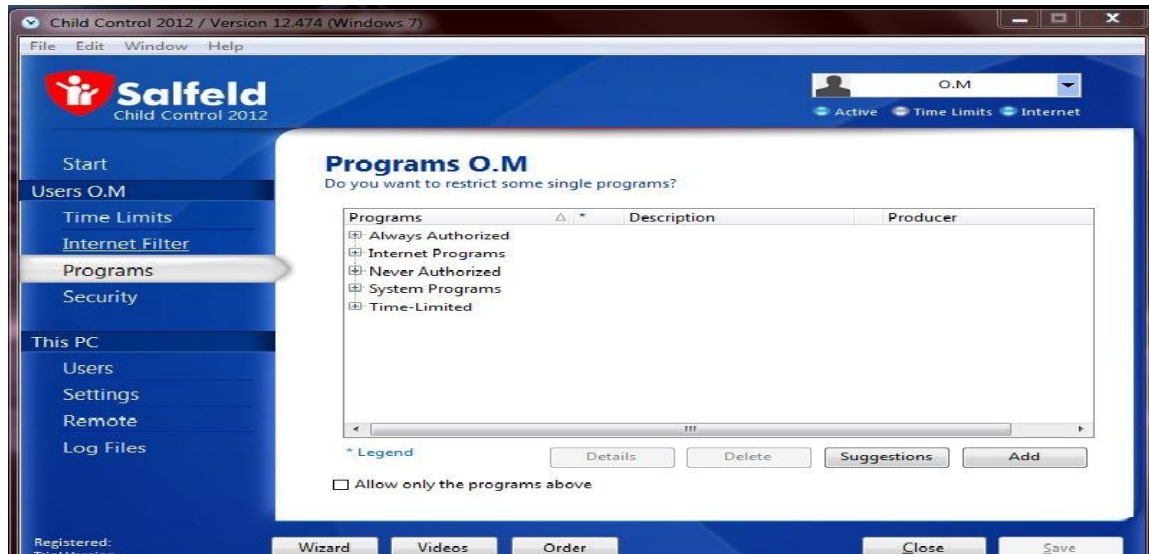 Child Control 2012 / Version 12.474 (Windows 7)
File Edit Window Help
Salfeld
Child Control 2012
O.M
Active Time Limits Internet
Start
Users O.M
Time Limits
Internet Filter
Programs
Security
This PC
Users
Settings
Remote
Log Files
Programs O.M
Do you want to restrict some single programs?
Programs * Description Producer
Always Authorized
Internet Programs
Never Authorized
System Programs
Time-Limited
* Legend
Details Delete Suggestions Add
Allow only the programs above
Registered:
Trial Version
Wizard Videos Order Close Save